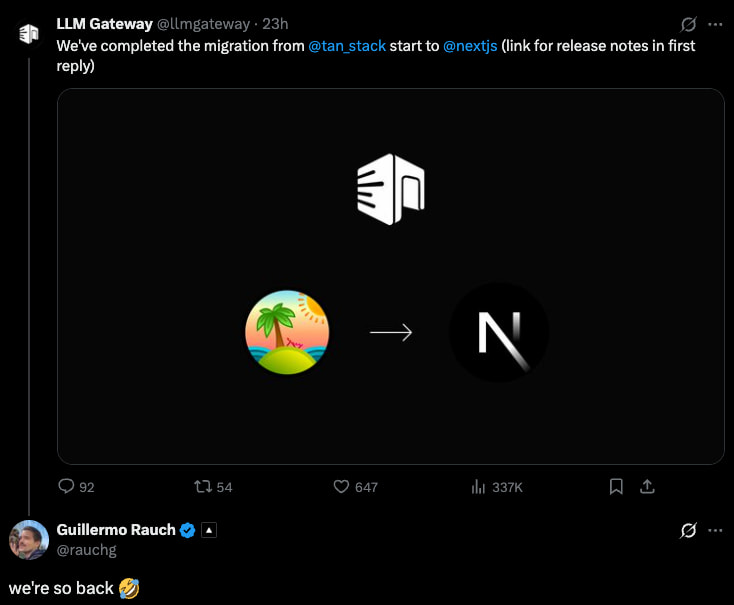 LLM Gateway @llmgateway · 23h
We've completed the migration from @tan_stack start to @nextjs (link for release notes in first
reply)
92 54 647 337K
Guillermo Rauch
@rauchg
we're so back 🤣